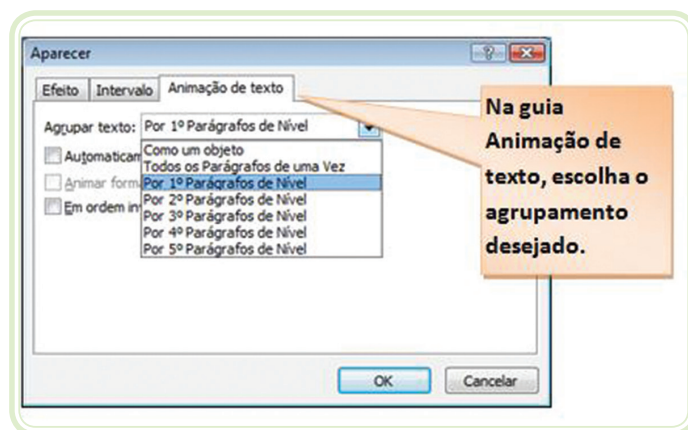 Aparecer
Efeito Intervalo Animação de texto
Agrupar texto: Por 1º Parágrafos de Nível
Como um objeto
Todos os Parágrafos de uma Vez
Por 1º Parágrafos de Nível
Por 2º Parágrafos de Nível
Por 3º Parágrafos de Nível
Por 4º Parágrafos de Nível
Por 5º Parágrafos de Nível
Animar
Em ordem
OK Cancelar
Na guia
Animação de
texto, escolha o
agrupamento
desejado.